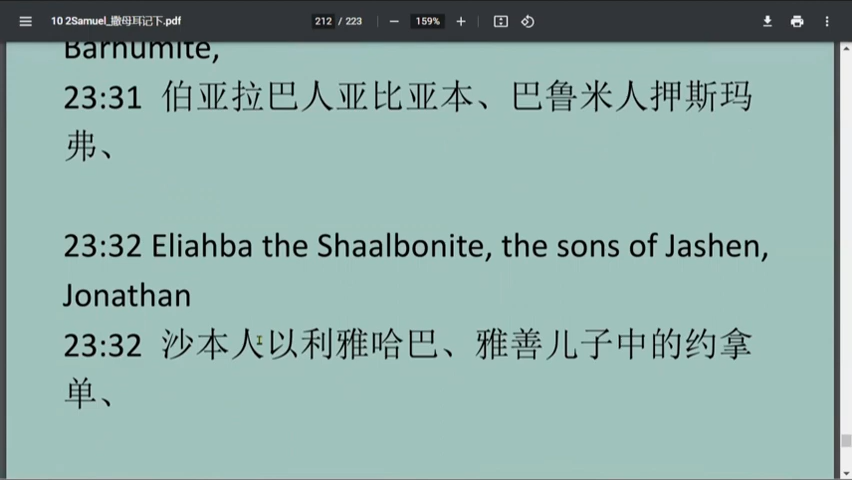 10 2Samuel_撒母耳记下.pdf
212 / 223
159%
Barhumite,
23:31 伯亚拉巴人亚比亚本、巴鲁米人押斯玛
弗、
23:32 Eliahba the Shaalbonite, the sons of Jashen,
Jonathan
23:32 沙本人以利雅哈巴、雅善儿子中的约拿
单、